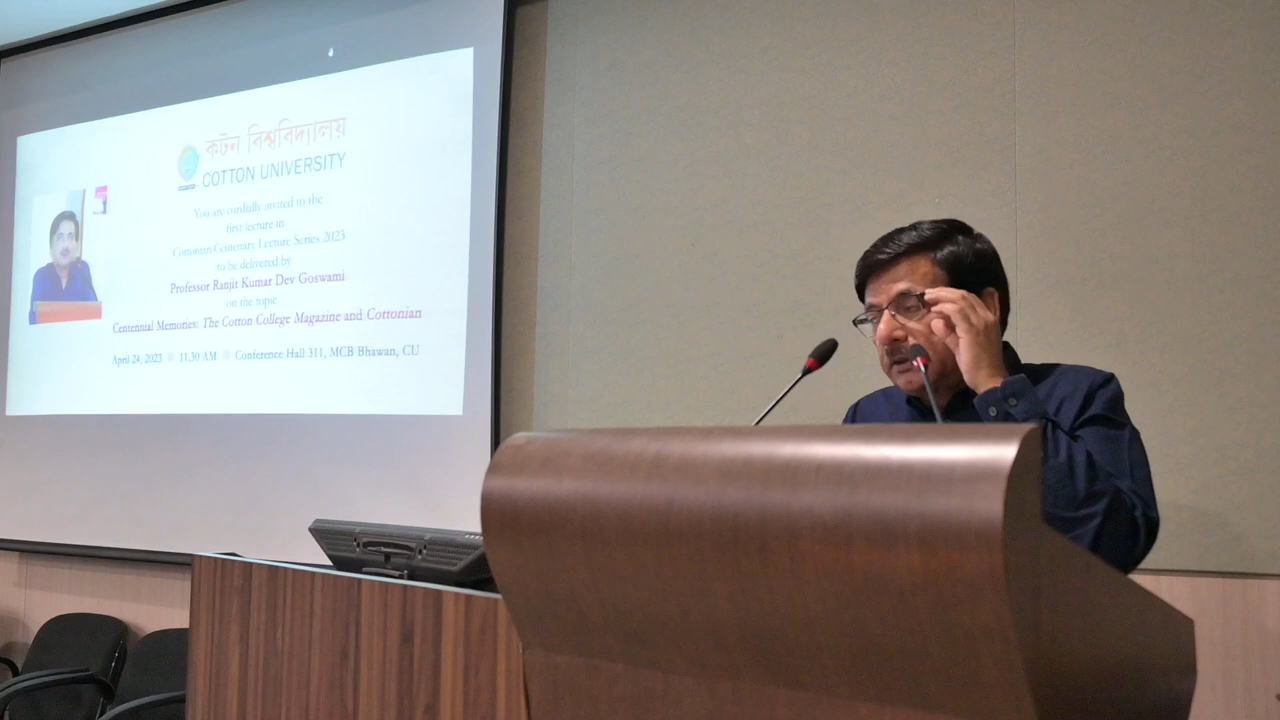 কটন বিশ্ববিদ্যালয়
COTTON UNIVERSITY
You are cordially invited to the
first lecture in
Cottonian Centenary Lecture Series 2023
to be delivered by
Professor Ranjit Kumar Dev Goswami
on the topic
Centennial Memories: The Cotton College Magazine and Cottonian
April 24, 2023 11.30 AM Conference Hall 311, MCB Bhawan, CU